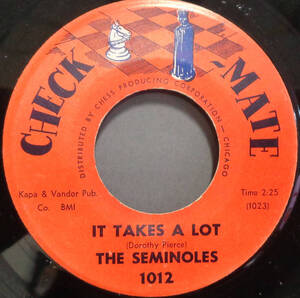 CHECK-MATE
DISTRIBUTED BY CHESS PRODUCING CORPORATION - CHICAGO
Kapa & Vandor Pub.
Co. BMI
Time 2:25
(1023)
IT TAKES A LOT
(Dorothy Pierce)
THE SEMINOLES
1012